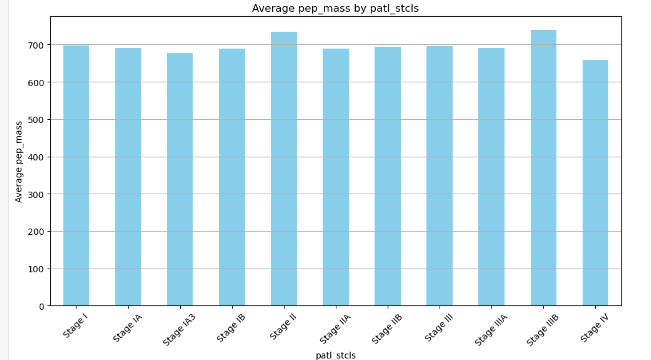 Average pep_mass by patl_stcls
Average pep_mass
700
600
500
400
300
200
100
0
Stage I
Stage IA
Stage IA3
Stage IB
Stage II
Stage IIA
Stage IIB
Stage III
Stage IIIA
Stage IIIB
Stage IV
patl_stcls